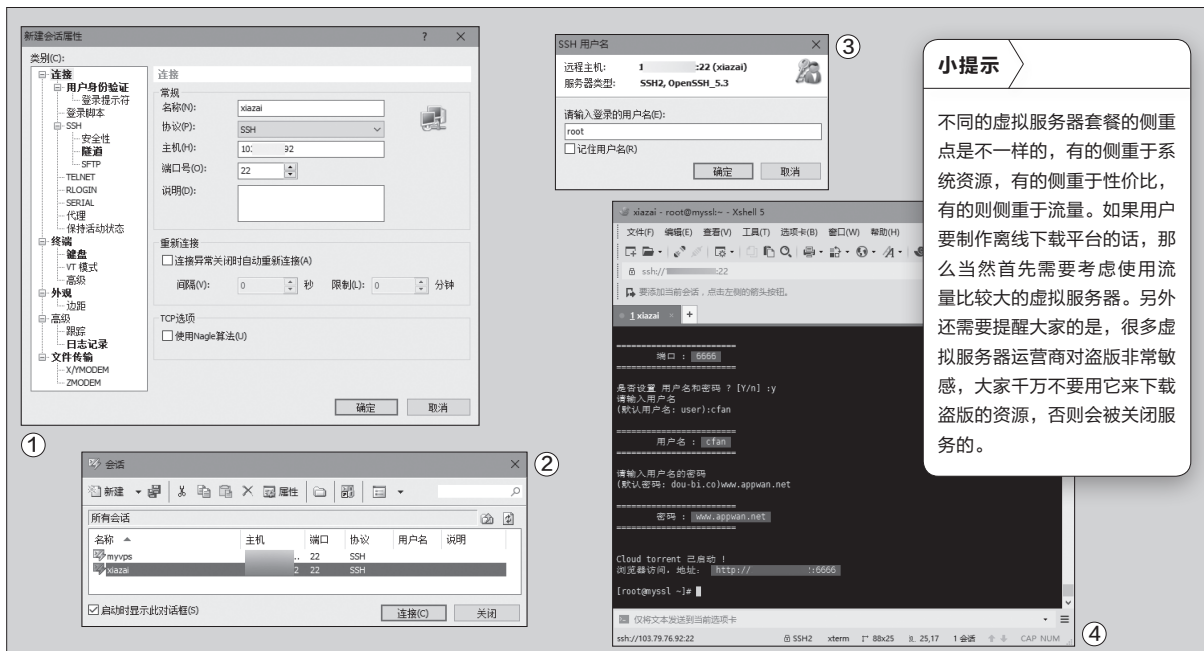 新建会话属性 ? ×
类别(C):
连接
用户身份验证
登录提示符
登录脚本
SSH
安全性
隧道
SFTP
TELNET
RLOGIN
SERIAL
代理
保持活动状态
终端
键盘
VT 模式
高级
外观
边距
高级
跟踪
日志记录
文件传输
X/YMODEM
ZMODEM
连接
常规
名称(N): xiazai
协议(P): SSH
主机(H): 92
端口号(O): 22
说明(D):
重新连接
连接异常关闭时自动重新连接(A)
间隔(V): 0 秒 限制(L): 0 分钟
TCP选项
使用Nagle算法(U)
确定 取消
①
会话 ×
②
新建 属性
所有会话
名称 主机 端口 协议 用户名 说明
myvps .. 22 SSH
xiazai 2 22 SSH
启动时显示此对话框(S)
连接(C) 关闭
SSH 用户名 ×
③
远程主机: 1 :22 (xiazai)
服务器类型: SSH2, OpenSSH_5.3
请输入登录的用户名(E):
root
记住用户名(R)
确定 取消
xiazai - root@myssl:~ - Xshell 5
文件(F) 编辑(E) 查看(V) 工具(T) 选项卡(B) 窗口(W) 帮助(H)
ssh:// :22
要添加当前会话，点击左侧的箭头按钮。
1 xiazai × +
========================
端口 : 6666
========================
是否设置 用户名和密码 ? [Y/n] :y
请输入用户名
(默认用户名: user):cfan
========================
用户名 : cfan
========================
请输入用户名的密码
(默认密码: dou-bi.co)www.appwan.net
========================
密码 : www.appwan.net
========================
Cloud torrent 已启动 !
浏览器访问，地址: http:// :6666
[root@myssl ~]#
仅将文本发送到当前选项卡
ssh://103.79.76.92:22 SSH2 xterm 88x25 25,17 1 会话 CAP NUM
④
小提示
不同的虚拟服务器套餐的侧重
点是不一样的，有的侧重于系
统资源，有的侧重于性价比，
有的则侧重于流量。如果用户
要制作离线下载平台的话，那
么当然首先需要考虑使用流
量比较大的虚拟服务器。另外
还需要提醒大家的是，很多虚
拟服务器运营商对盗版非常敏
感，大家千万不要用它来下载
盗版的资源，否则会被关闭服
务的。